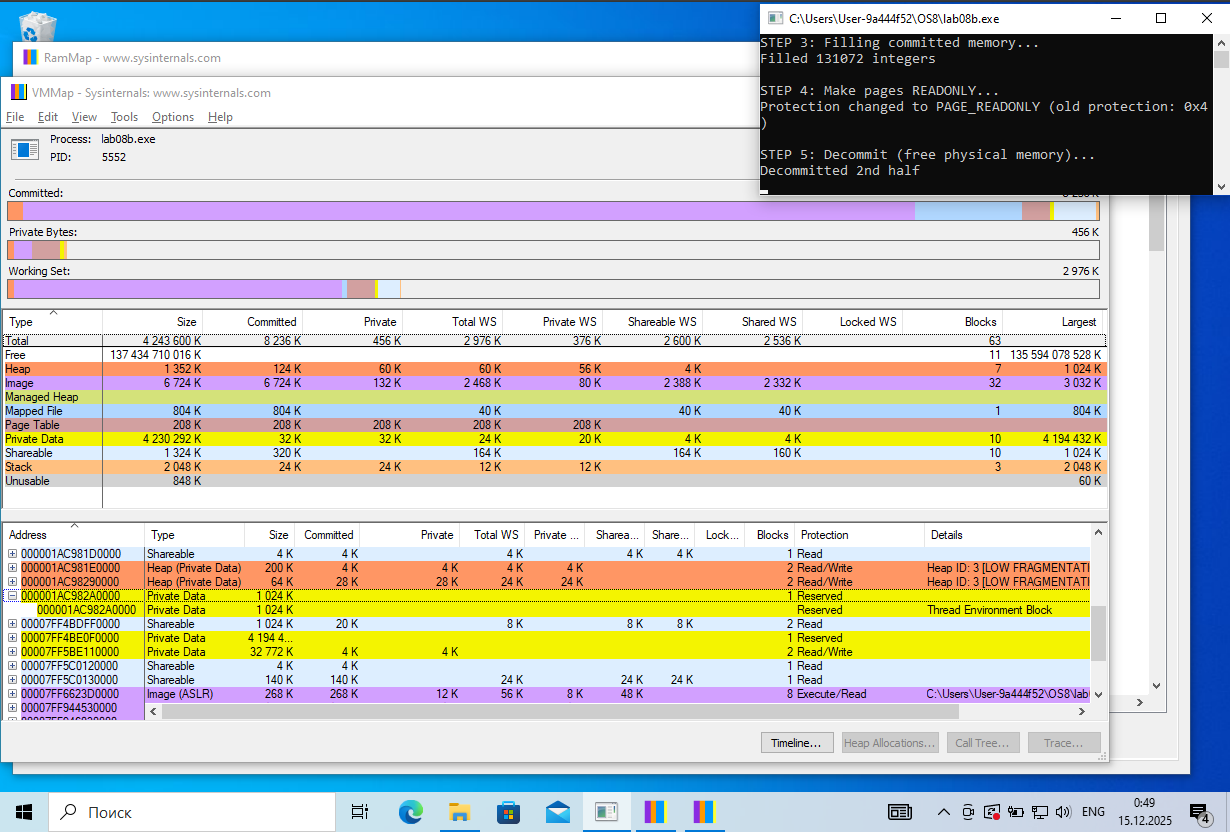 C:\Users\User-9a444f52\OS8\lab08b.exe
STEP 3: Filling committed memory...
Filled 131072 integers
STEP 4: Make pages READONLY...
Protection changed to PAGE_READONLY (old protection: 0x4
)
STEP 5: Decommit (free physical memory)...
Decommitted 2nd half
RamMap - www.sysinternals.com
VMMap - Sysinternals: www.sysinternals.com
File Edit View Tools Options Help
Process: lab08b.exe
PID: 5552
Committed:
Private Bytes: 456 K
Working Set: 2 976 K
Type Size Committed Private Total WS Private WS Shareable WS Shared WS Locked WS Blocks Largest
Total 4 243 600 K 8 236 K 456 K 2 976 K 376 K 2 600 K 2 536 K 63
Free 137 434 710 016 K 11 135 594 078 528 K
Heap 1 352 K 124 K 60 K 60 K 56 K 4 K 7 1 024 K
Image 6 724 K 6 724 K 132 K 2 468 K 80 K 2 388 K 2 332 K 32 3 032 K
Managed Heap
Mapped File 804 K 804 K 40 K 40 K 40 K 1 804 K
Page Table 208 K 208 K 208 K 208 K 208 K
Private Data 4 230 292 K 32 K 32 K 24 K 20 K 4 K 4 K 10 4 194 432 K
Shareable 1 324 K 320 K 164 K 164 K 160 K 10 1 024 K
Stack 2 048 K 24 K 24 K 12 K 12 K 3 2 048 K
Unusable 848 K 60 K
Address Type Size Committed Private Total WS Private ... Sharea... Share... Lock... Blocks Protection Details
000001AC981D0000 Shareable 4 K 4 K 4 K 4 K 4 K 1 Read
000001AC981E0000 Heap (Private Data) 200 K 4 K 4 K 4 K 4 K 2 Read/Write Heap ID: 3 [LOW FRAGMENTATI
000001AC98290000 Heap (Private Data) 64 K 28 K 28 K 24 K 24 K 2 Read/Write Heap ID: 3 [LOW FRAGMENTATI
000001AC982A0000 Private Data 1 024 K 1 Reserved
000001AC982A0000 Private Data 1 024 K Reserved Thread Environment Block
00007FF4BDFF0000 Shareable 1 024 K 20 K 8 K 8 K 8 K 2 Read
00007FF4BE0F0000 Private Data 4 194 4... 1 Reserved
00007FF5BE110000 Private Data 32 772 K 4 K 4 K 2 Read/Write
00007FF5C0120000 Shareable 4 K 4 K 1 Read
00007FF5C0130000 Shareable 140 K 140 K 24 K 24 K 24 K 1 Read
00007FF6623D0000 Image (ASLR) 268 K 268 K 12 K 56 K 8 K 48 K 8 Execute/Read C:\Users\User-9a444f52\OS8\lab
00007FF944530000
Timeline... Heap Allocations... Call Tree... Trace...
Поиск
ENG
0:49
15.12.2025
4